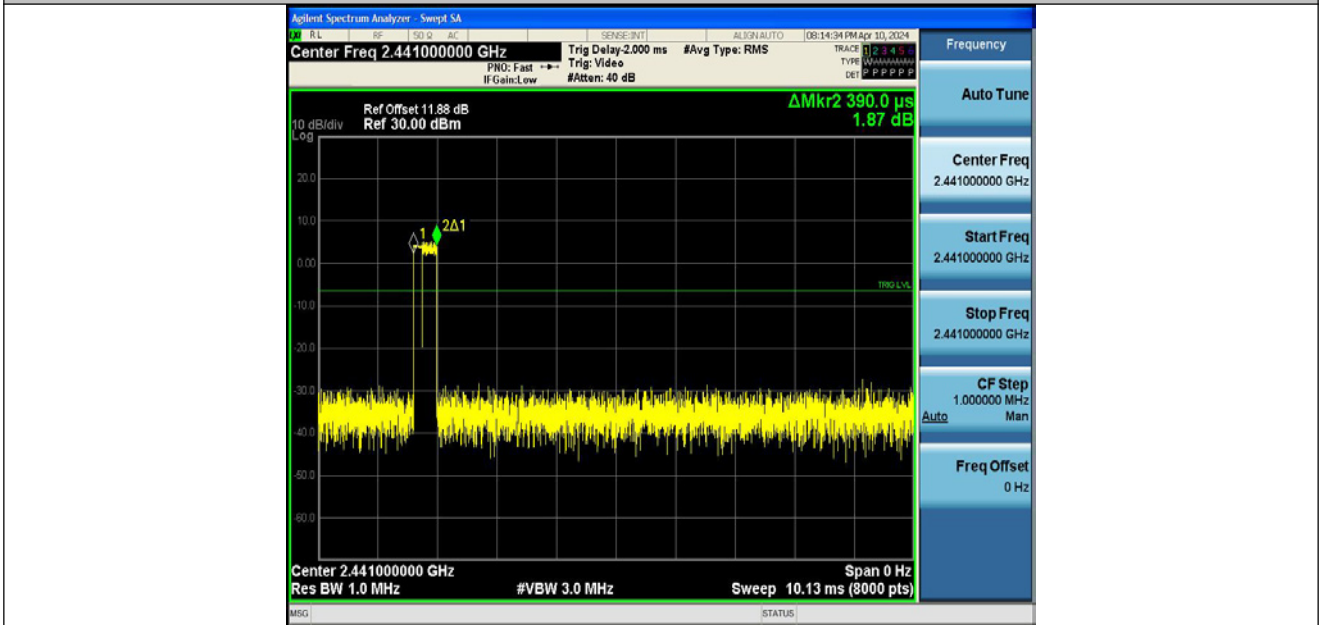 Agilent Spectrum Analyzer - Swept SA
RL RF 50 Ω AC SENSE:INT ALIGN AUTO 08:14:34 PM Apr 10, 2024
Center Freq 2.441000000 GHz
PNO: Fast
IFGain:Low
Trig Delay-2.000 ms
Trig: Video
#Atten: 40 dB
#Avg Type: RMS
TRACE 1 2 3 4 5 6
TYPE
DET P P P P P P
Frequency
Ref Offset 11.88 dB
10 dB/div Ref 30.00 dBm
Log
ΔMkr2 390.0 µs
1.87 dB
20.0
10.0
0.00
-10.0
-20.0
-30.0
-40.0
-50.0
-60.0
1
2Δ1
TRIG LVL
Center 2.441000000 GHz Span 0 Hz
Res BW 1.0 MHz #VBW 3.0 MHz Sweep 10.13 ms (8000 pts)
Auto Tune
Center Freq
2.441000000 GHz
Start Freq
2.441000000 GHz
Stop Freq
2.441000000 GHz
CF Step
1.000000 MHz
Auto Man
Freq Offset
0 Hz
MSG STATUS